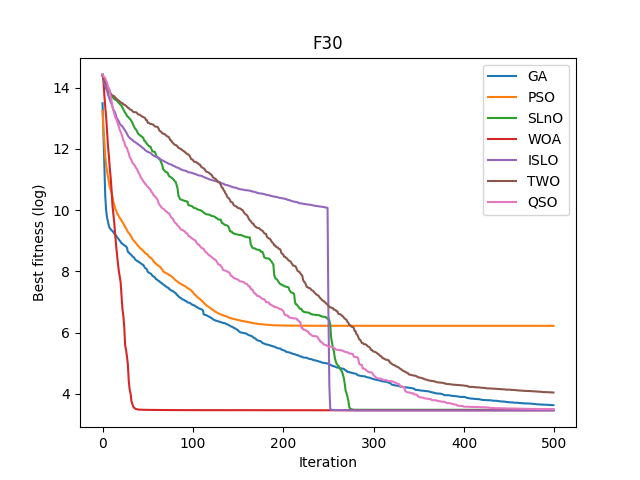 F30
Best fitness (log)
14
12
10
8
6
4
GA
PSO
SLnO
WOA
ISLO
TWO
QSO
0 100 200 300 400 500
Iteration